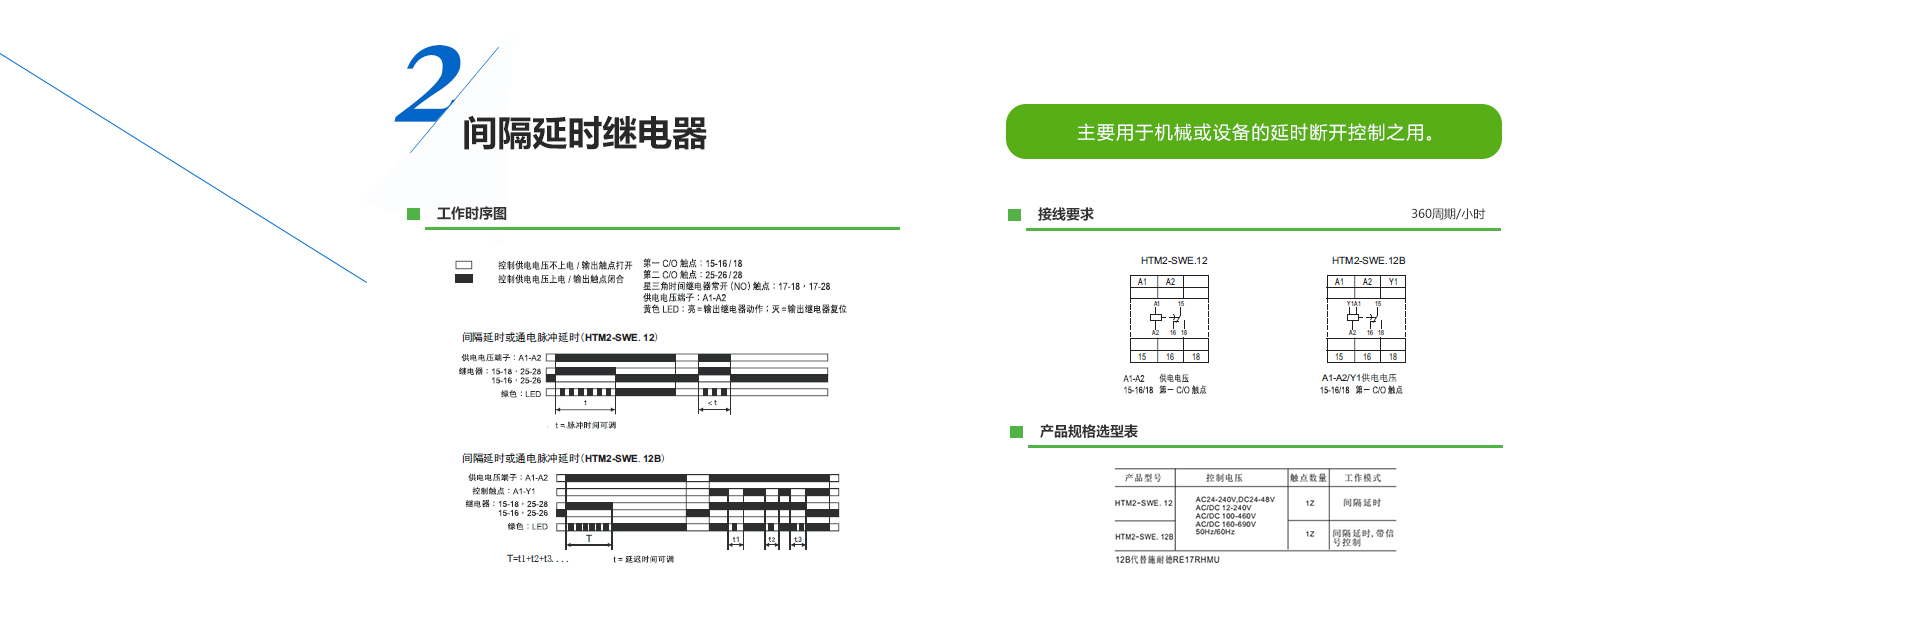 2
间隔延时继电器
工作时序图
控制供电电压不上电 / 输出触点打开
控制供电电压上电 / 输出触点闭合
第一 C/O 触点：15-16 / 18
第二 C/O 触点：25-26 / 28
星三角时间继电器常开 (NO) 触点：17-18，17-28
供电电压端子：A1-A2
黄色 LED：亮＝输出继电器动作；灭＝输出继电器复位
间隔延时或通电脉冲延时(HTM2-SWE. 12)
供电电压端子：A1-A2
继电器：15-18，25-28
15-16，25-26
绿色：LED
t
< t
t = 脉冲时间可调
间隔延时或通电脉冲延时(HTM2-SWE. 12B)
供电电压端子：A1-A2
控制触点：A1-Y1
继电器：15-18，25-28
15-16，25-26
绿色：LED
T
t1
t2
t3
T=t1+t2+t3. . . .
t = 延迟时间可调
主要用于机械或设备的延时断开控制之用。
接线要求
360周期/小时
HTM2-SWE.12
A1 A2
A1 15
A2 16 18
15 16 18
A1-A2 供电电压
15-16/18 第一 C/O 触点
HTM2-SWE.12B
A1 A2 Y1
Y1A1 15
A2 16 18
15 16 18
A1-A2/Y1供电电压
15-16/18 第一 C/O 触点
产品规格选型表
产品型号 控制电压 触点数量 工作模式
HTM2-SWE. 12
AC24-240V,DC24-48V
AC/DC 12-240V
AC/DC 100-460V
AC/DC 160-690V
50Hz/60Hz
1Z
间隔延时
HTM2-SWE. 12B
1Z
间隔延时, 带信
号控制
12B代替施耐德RE17RHMU